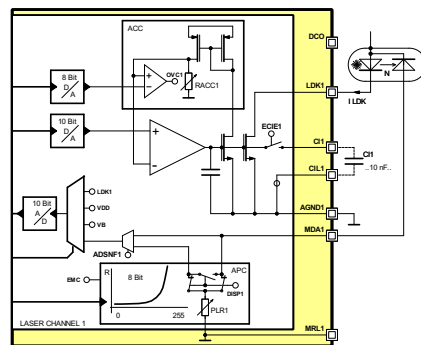 ACC
DCO
OVC1
RACC1
8 Bit
D
A
N
LDK1
I LDK
10 Bit
D
A
ECIE1
CI1
CI1
..10 nF..
CIL1
LDK1
10 Bit
A
D
VDD
VB
AGND1
MDA1
ADSNF1
EMC
R
8 Bit
APC
DISP1
PLR1
0
255
LASER CHANNEL 1
MRL1